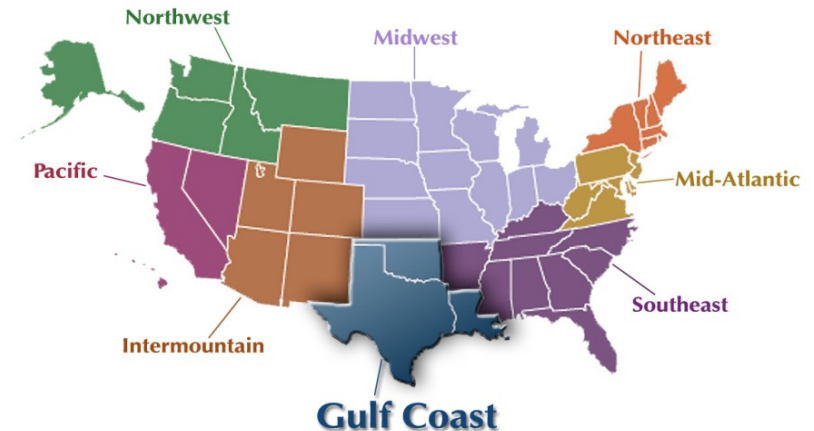 Northwest
Midwest
Northeast
Pacific
Mid-Atlantic
Southeast
Intermountain
Gulf Coast